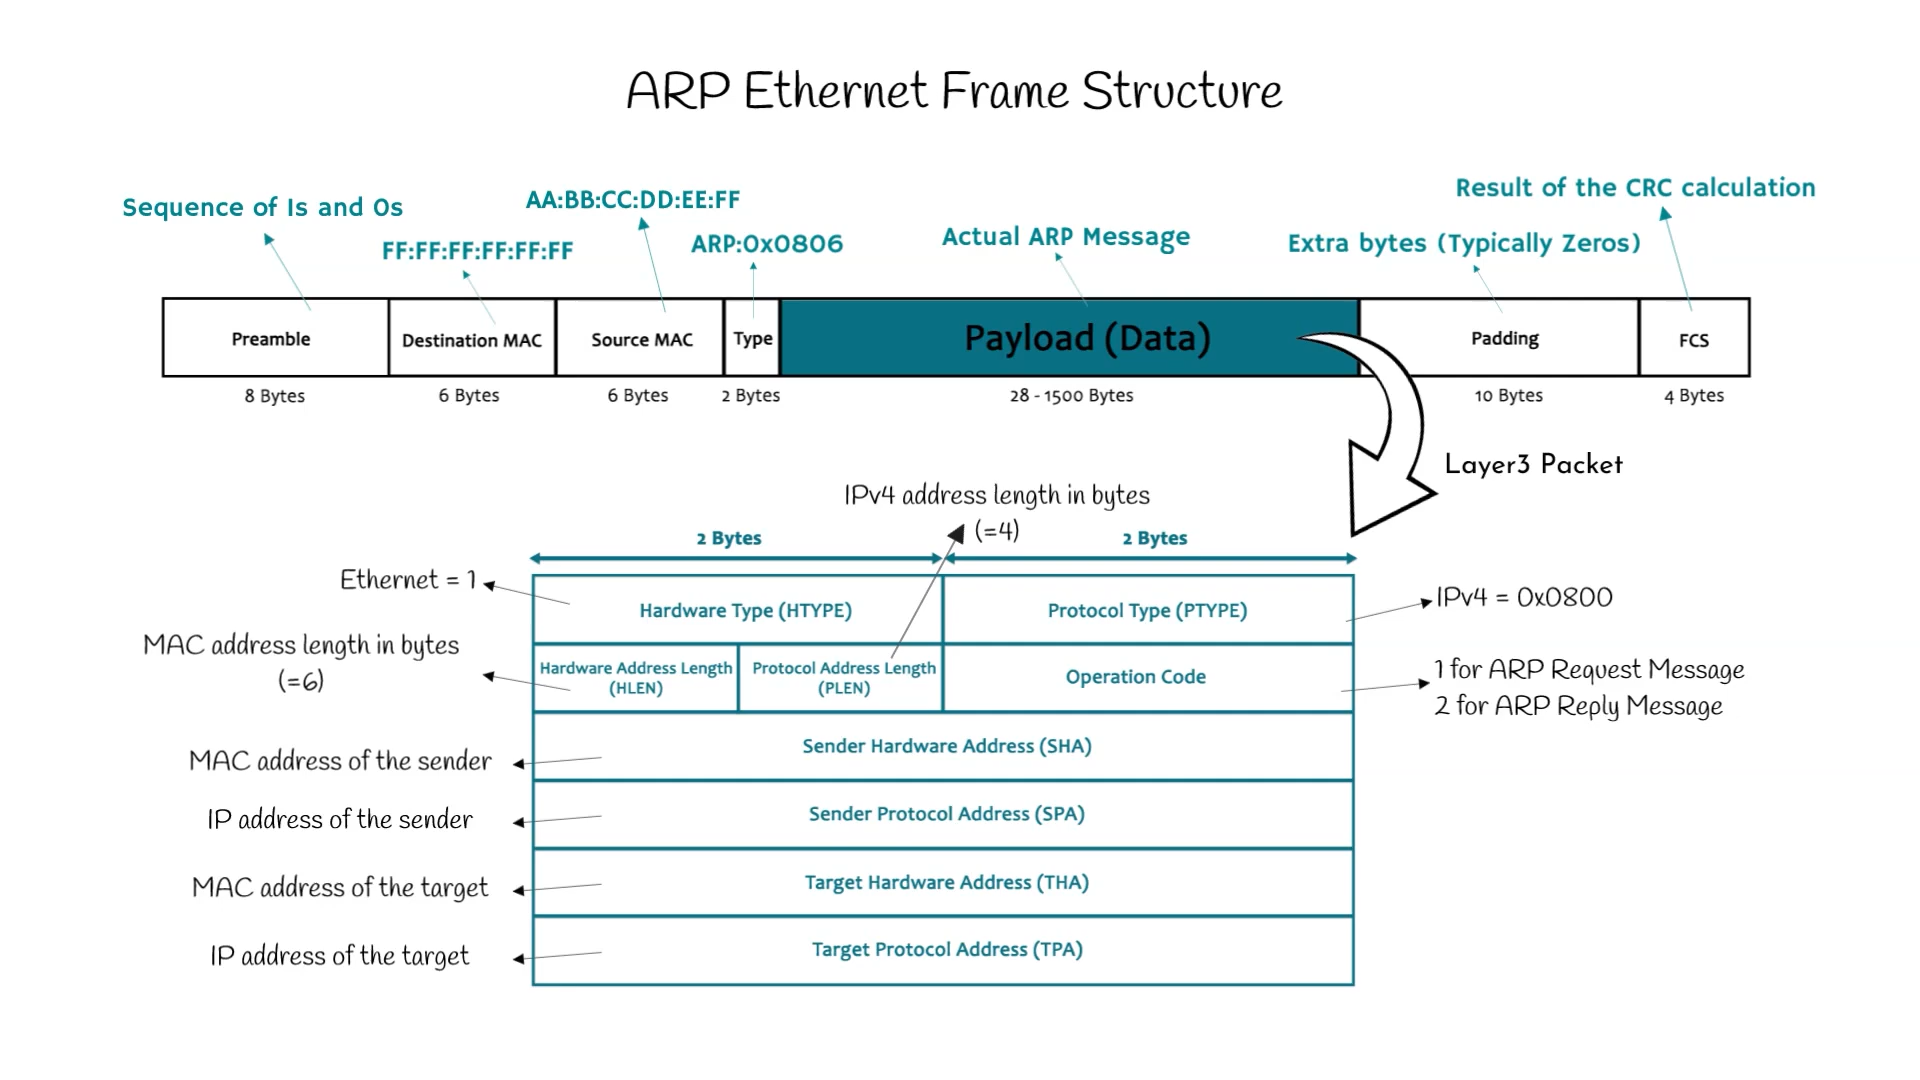 ARP Ethernet Frame Structure
Sequence of 1s and 0s
FF:FF:FF:FF:FF:FF
AA:BB:CC:DD:EE:FF
ARP:0x0806
Actual ARP Message
Extra bytes (Typically Zeros)
Result of the CRC calculation
Preamble
Destination MAC
Source MAC
Type
Payload (Data)
Padding
FCS
8 Bytes
6 Bytes
6 Bytes
2 Bytes
28 - 1500 Bytes
10 Bytes
4 Bytes
Layer3 Packet
IPv4 address length in bytes
(=4)
2 Bytes
2 Bytes
Ethernet = 1
Hardware Type (HTYPE)
Protocol Type (PTYPE)
IPv4 = 0x0800
MAC address length in bytes
(=6)
Hardware Address Length
(HLEN)
Protocol Address Length
(PLEN)
Operation Code
1 for ARP Request Message
2 for ARP Reply Message
MAC address of the sender
Sender Hardware Address (SHA)
IP address of the sender
Sender Protocol Address (SPA)
MAC address of the target
Target Hardware Address (THA)
IP address of the target
Target Protocol Address (TPA)